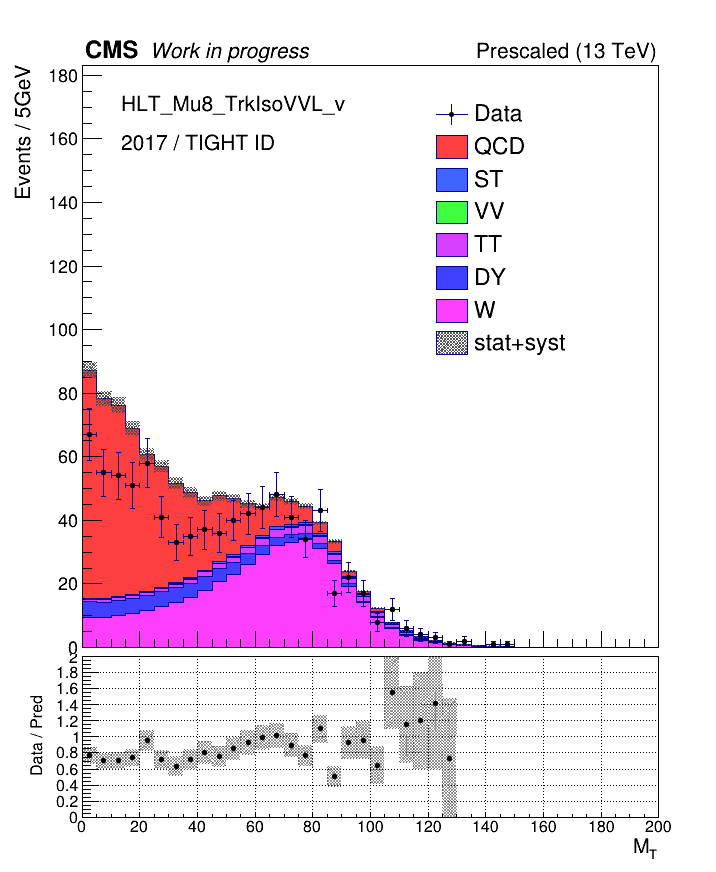 CMS Work in progress Prescaled (13 TeV)
Events / 5GeV
180
160
140
120
100
80
60
40
20
0
HLT_Mu8_TrkIsoVVL_v
2017 / TIGHT ID
Data
QCD
ST
VV
TT
DY
W
stat+syst
Data / Pred
2
1.8
1.6
1.4
1.2
1
0.8
0.6
0.4
0.2
0
0 20 40 60 80 100 120 140 160 180 200
M_T